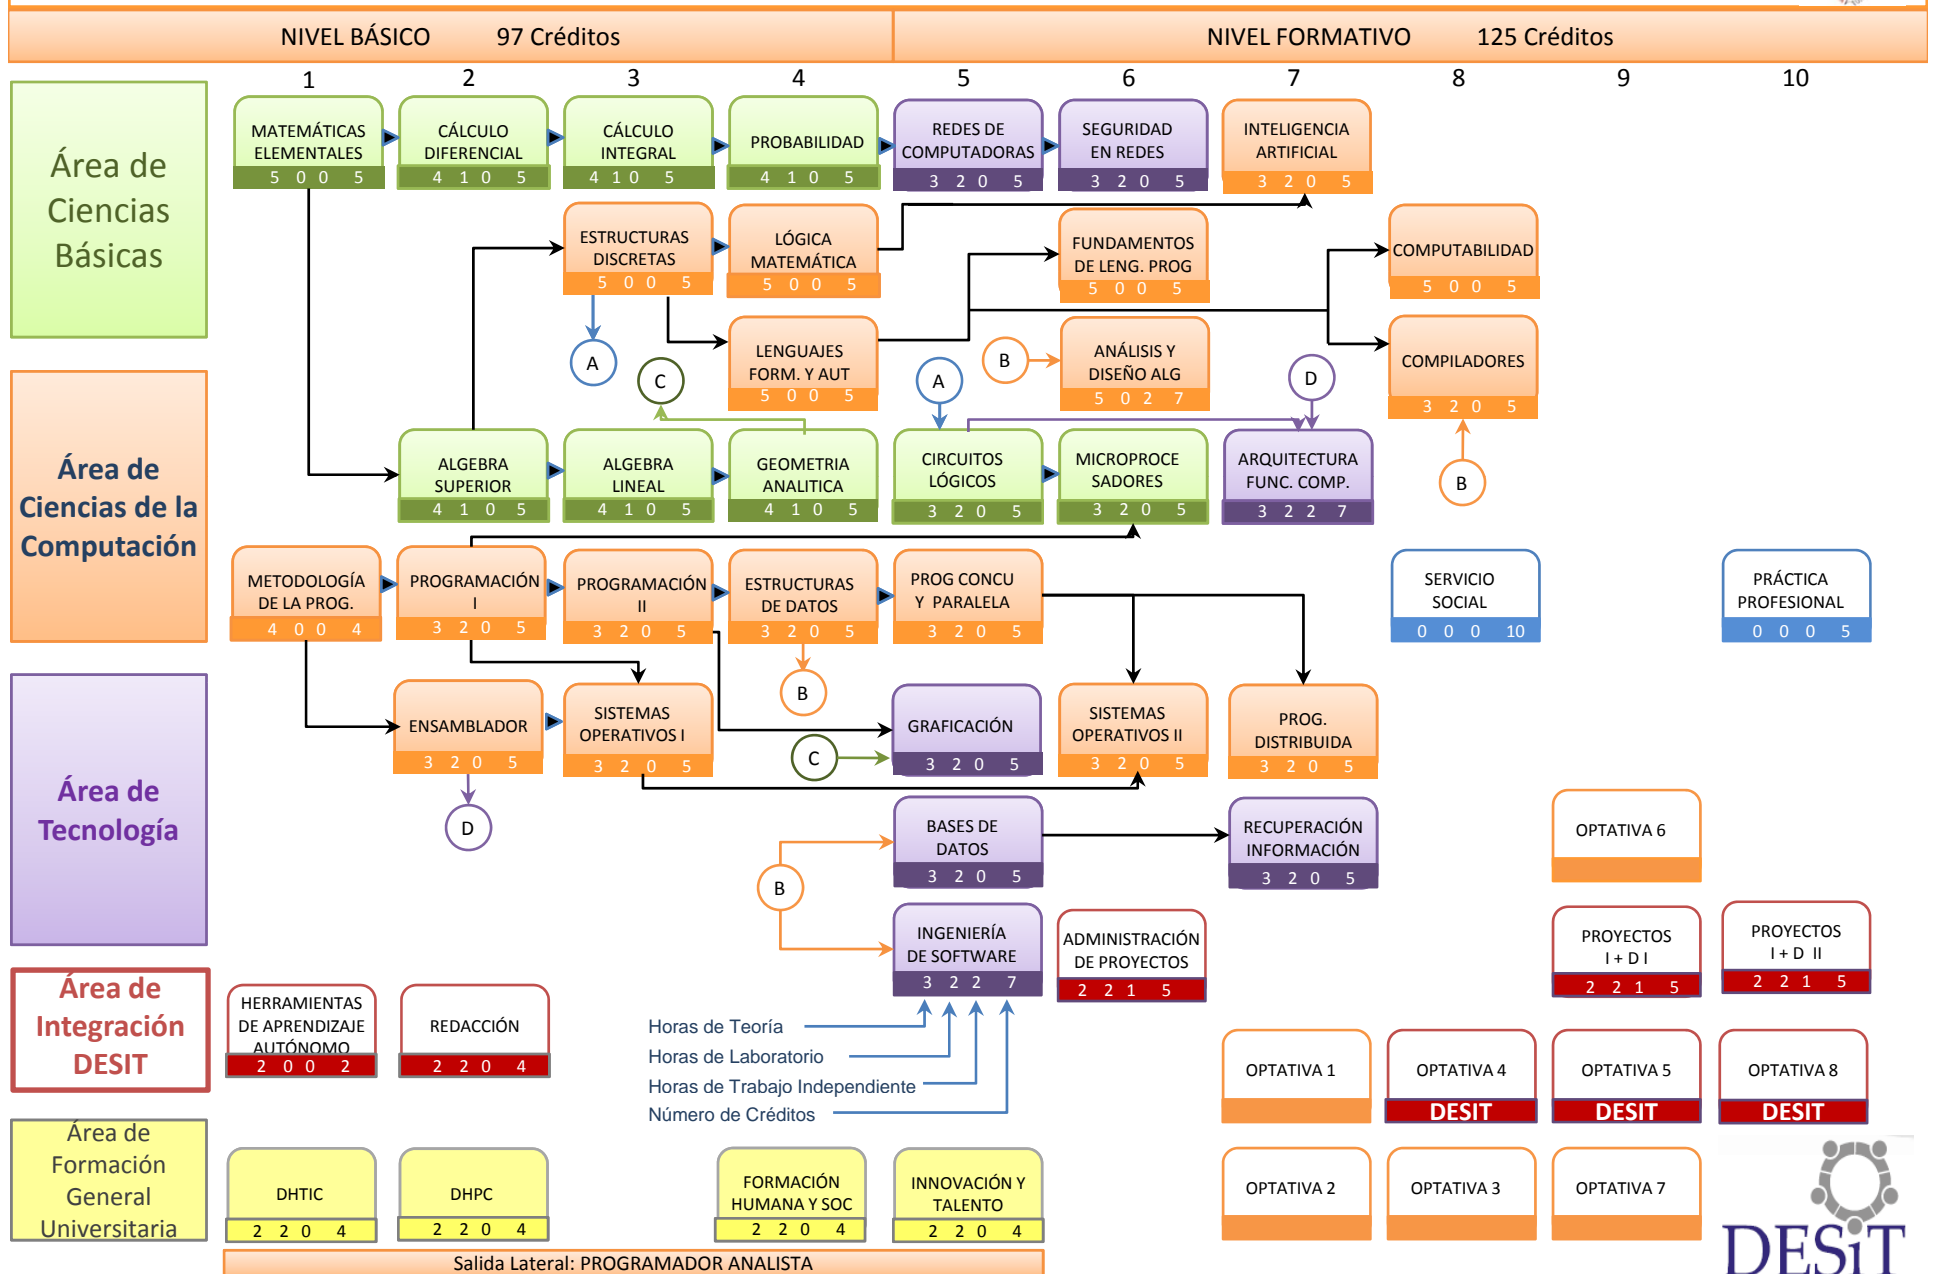 NIVEL BÁSICO 97 Créditos
NIVEL FORMATIVO 125 Créditos
1 2 3 4 5 6 7 8 9 10
Área de
Ciencias
Básicas
MATEMÁTICAS
ELEMENTALES
5 0 0 5
CÁLCULO
DIFERENCIAL
4 1 0 5
CÁLCULO
INTEGRAL
4 1 0 5
PROBABILIDAD
4 1 0 5
REDES DE
COMPUTADORAS
3 2 0 5
SEGURIDAD
EN REDES
3 2 0 5
INTELIGENCIA
ARTIFICIAL
3 2 0 5
ESTRUCTURAS
DISCRETAS
5 0 0 5
LÓGICA
MATEMÁTICA
5 0 0 5
FUNDAMENTOS
DE LENG. PROG
5 0 0 5
COMPUTABILIDAD
5 0 0 5
A
C
LENGUAJES
FORM. Y AUT
5 0 0 5
A
B
ANÁLISIS Y
DISEÑO ALG
5 0 2 7
D
COMPILADORES
3 2 0 5
Área de
Ciencias de la
Computación
ALGEBRA
SUPERIOR
4 1 0 5
ALGEBRA
LINEAL
4 1 0 5
GEOMETRIA
ANALITICA
4 1 0 5
CIRCUITOS
LÓGICOS
3 2 0 5
MICROPROCE
SADORES
3 2 0 5
ARQUITECTURA
FUNC. COMP.
3 2 2 7
B
METODOLOGÍA
DE LA PROG.
4 0 0 4
PROGRAMACIÓN
I
3 2 0 5
PROGRAMACIÓN
II
3 2 0 5
ESTRUCTURAS
DE DATOS
3 2 0 5
PROG CONCU
Y PARALELA
3 2 0 5
SERVICIO
SOCIAL
0 0 0 10
PRÁCTICA
PROFESIONAL
0 0 0 5
Área de
Tecnología
ENSAMBLADOR
3 2 0 5
SISTEMAS
OPERATIVOS I
3 2 0 5
B
C
GRAFICACIÓN
3 2 0 5
SISTEMAS
OPERATIVOS II
3 2 0 5
PROG.
DISTRIBUIDA
3 2 0 5
D
B
BASES DE
DATOS
3 2 0 5
RECUPERACIÓN
INFORMACIÓN
3 2 0 5
OPTATIVA 6
INGENIERÍA
DE SOFTWARE
3 2 2 7
ADMINISTRACIÓN
DE PROYECTOS
2 2 1 5
PROYECTOS
I + D I
2 2 1 5
PROYECTOS
I + D II
2 2 1 5
Área de
Integración
DESIT
HERRAMIENTAS
DE APRENDIZAJE
AUTÓNOMO
2 0 0 2
REDACCIÓN
2 2 0 4
Horas de Teoría
Horas de Laboratorio
Horas de Trabajo Independiente
Número de Créditos
OPTATIVA 1
OPTATIVA 4
DESIT
OPTATIVA 5
DESIT
OPTATIVA 8
DESIT
Área de
Formación
General
Universitaria
DHTIC
2 2 0 4
DHPC
2 2 0 4
FORMACIÓN
HUMANA Y SOC
2 2 0 4
INNOVACIÓN Y
TALENTO
2 2 0 4
OPTATIVA 2
OPTATIVA 3
OPTATIVA 7
DESiT
Salida Lateral: PROGRAMADOR ANALISTA